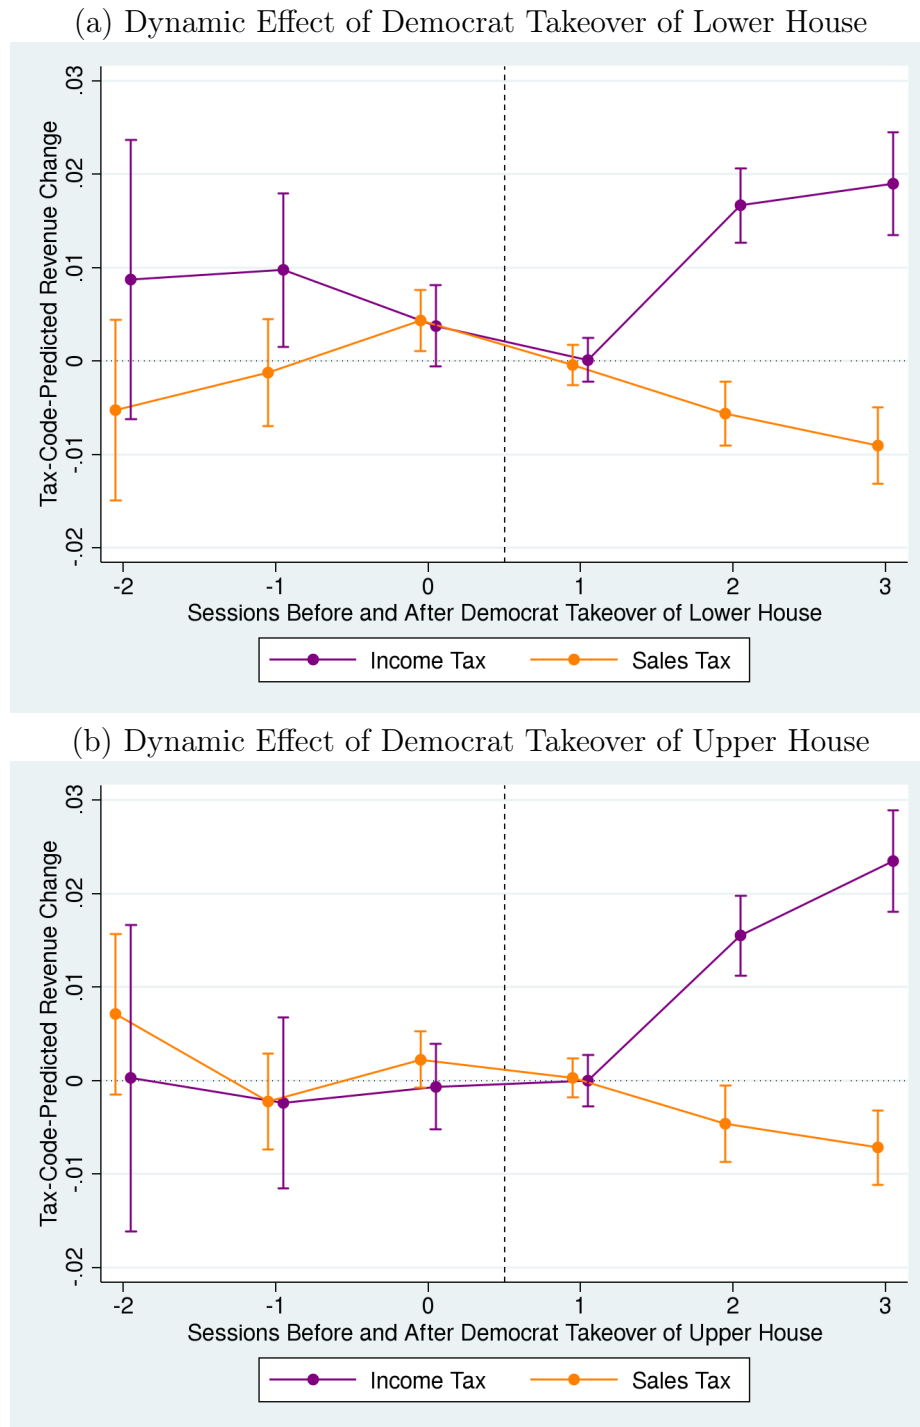 (a) Dynamic Effect of Democrat Takeover of Lower House
Tax-Code-Predicted Revenue Change
.03
.02
.01
0
-.01
-.02
-2 -1 0 1 2 3
Sessions Before and After Democrat Takeover of Lower House
Income Tax Sales Tax
(b) Dynamic Effect of Democrat Takeover of Upper House
Tax-Code-Predicted Revenue Change
.03
.02
.01
0
-.01
-.02
-2 -1 0 1 2 3
Sessions Before and After Democrat Takeover of Upper House
Income Tax Sales Tax